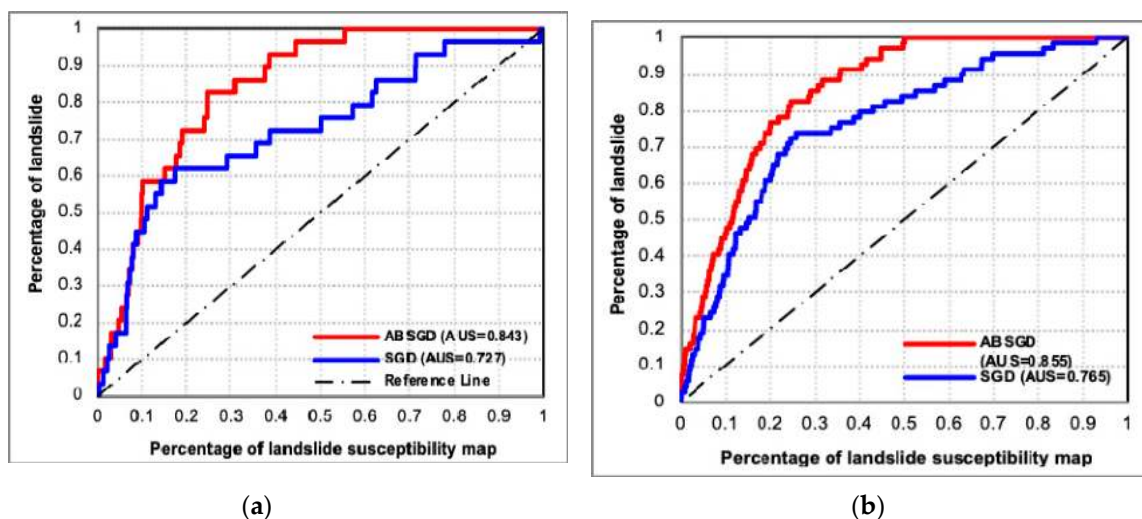 1
0.9
0.8
0.7
0.6
0.5
0.4
0.3
0.2
0.1
0
Percentage of landslide
ABSGD (AUS=0.843)
SGD (AUS=0.727)
Reference Line
0 0.1 0.2 0.3 0.4 0.5 0.6 0.7 0.8 0.9 1
Percentage of landslide susceptibility map
(a)
1
0.9
0.8
0.7
0.6
0.5
0.4
0.3
0.2
0.1
0
Percentage of landslide
ABSGD
(AUS=0.855)
SGD (AUS=0.765)
0 0.1 0.2 0.3 0.4 0.5 0.6 0.7 0.8 0.9 1
Percentage of landslide susceptibility map
(b)